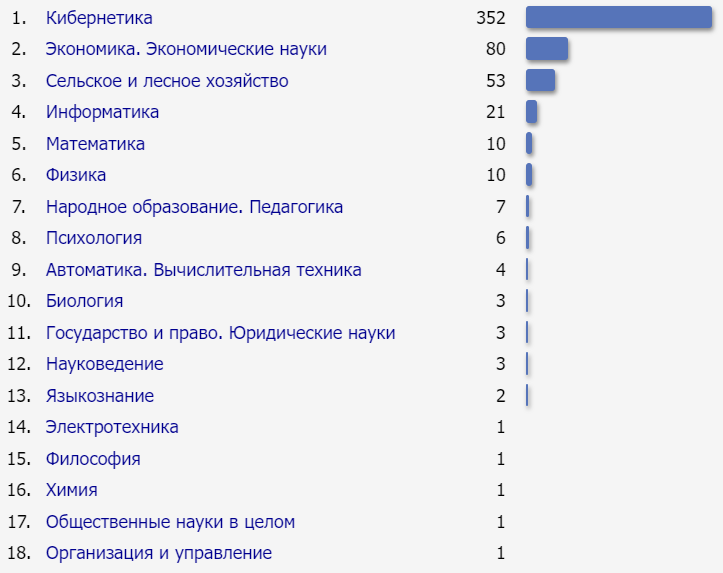 1. Кибернетика 352
2. Экономика. Экономические науки 80
3. Сельское и лесное хозяйство 53
4. Информатика 21
5. Математика 10
6. Физика 10
7. Народное образование. Педагогика 7
8. Психология 6
9. Автоматика. Вычислительная техника 4
10. Биология 3
11. Государство и право. Юридические науки 3
12. Науковедение 3
13. Языкознание 2
14. Электротехника 1
15. Философия 1
16. Химия 1
17. Общественные науки в целом 1
18. Организация и управление 1